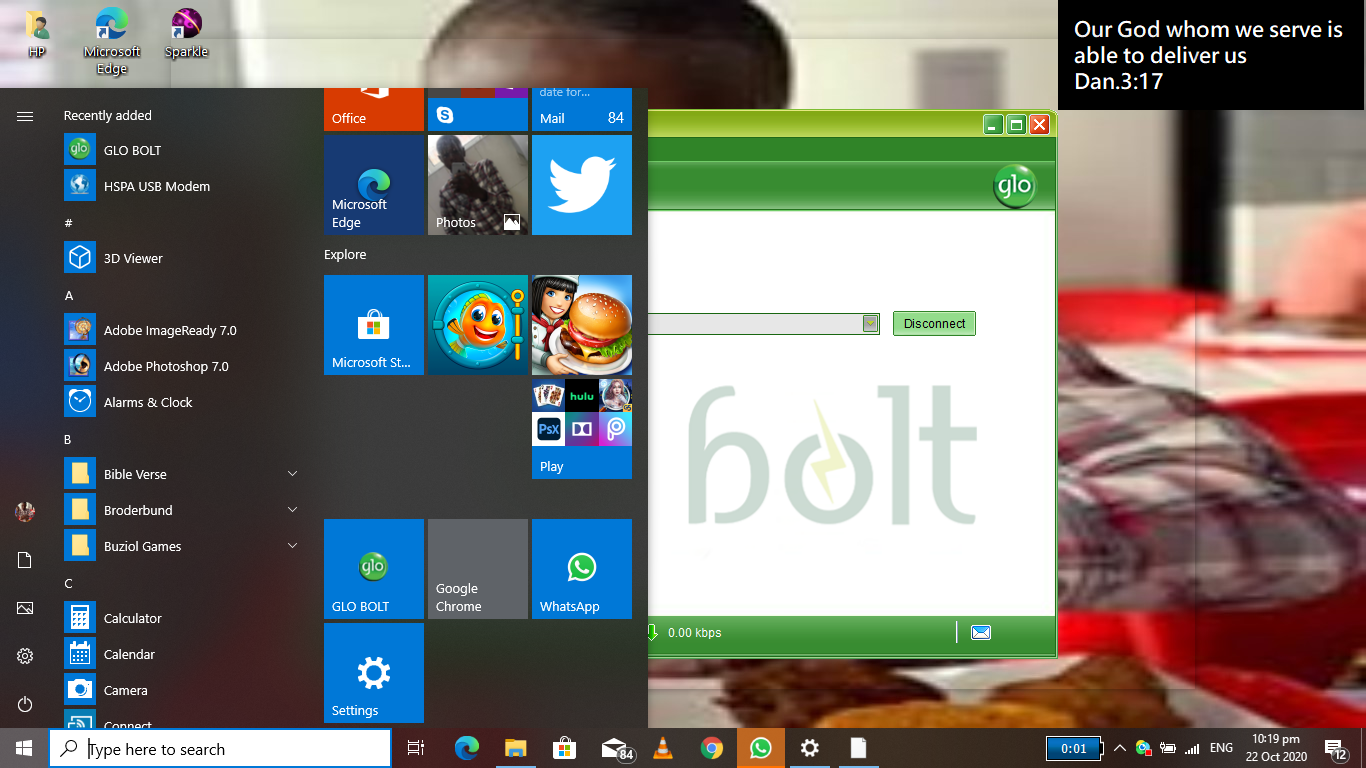 HP
Microsoft
Edge
Sparkle
Our God whom we serve is
able to deliver us
Dan.3:17
Recently added
GLO BOLT
HSPA USB Modem
#
3D Viewer
A
Adobe ImageReady 7.0
Adobe Photoshop 7.0
Alarms & Clock
B
Bible Verse
Broderbund
Buziol Games
C
Calculator
Calendar
Camera
Connect
Office
date for...
Mail 84
Microsoft
Edge
Photos
Explore
Microsoft St...
hulu
PsX
Play
glo
GLO BOLT
Google
Chrome
WhatsApp
Settings
glo
Disconnect
bolt
0.00 kbps
Type here to search
84
0:01
ENG
10:19 pm
22 Oct 2020
12